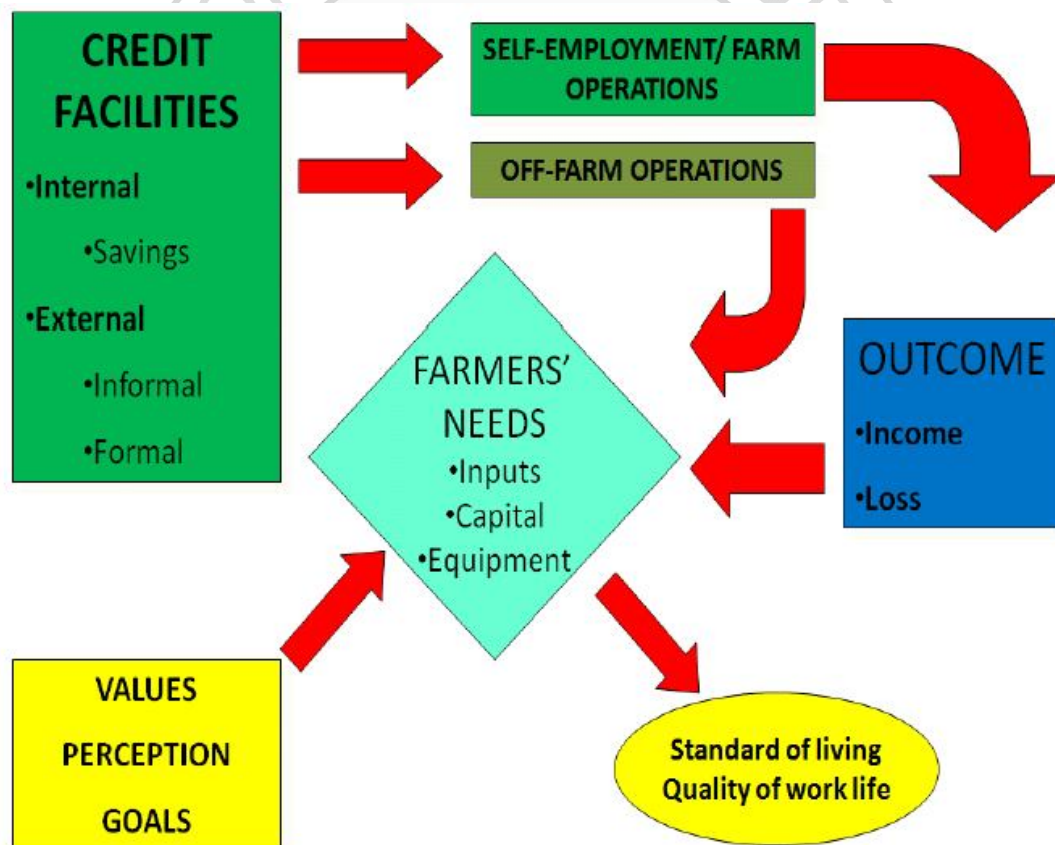 CREDIT
FACILITIES
•Internal
•Savings
•External
•Informal
•Formal
SELF-EMPLOYMENT/ FARM
OPERATIONS
OFF-FARM OPERATIONS
FARMERS’
NEEDS
•Inputs
•Capital
•Equipment
OUTCOME
•Income
•Loss
VALUES
PERCEPTION
GOALS
Standard of living
Quality of work life